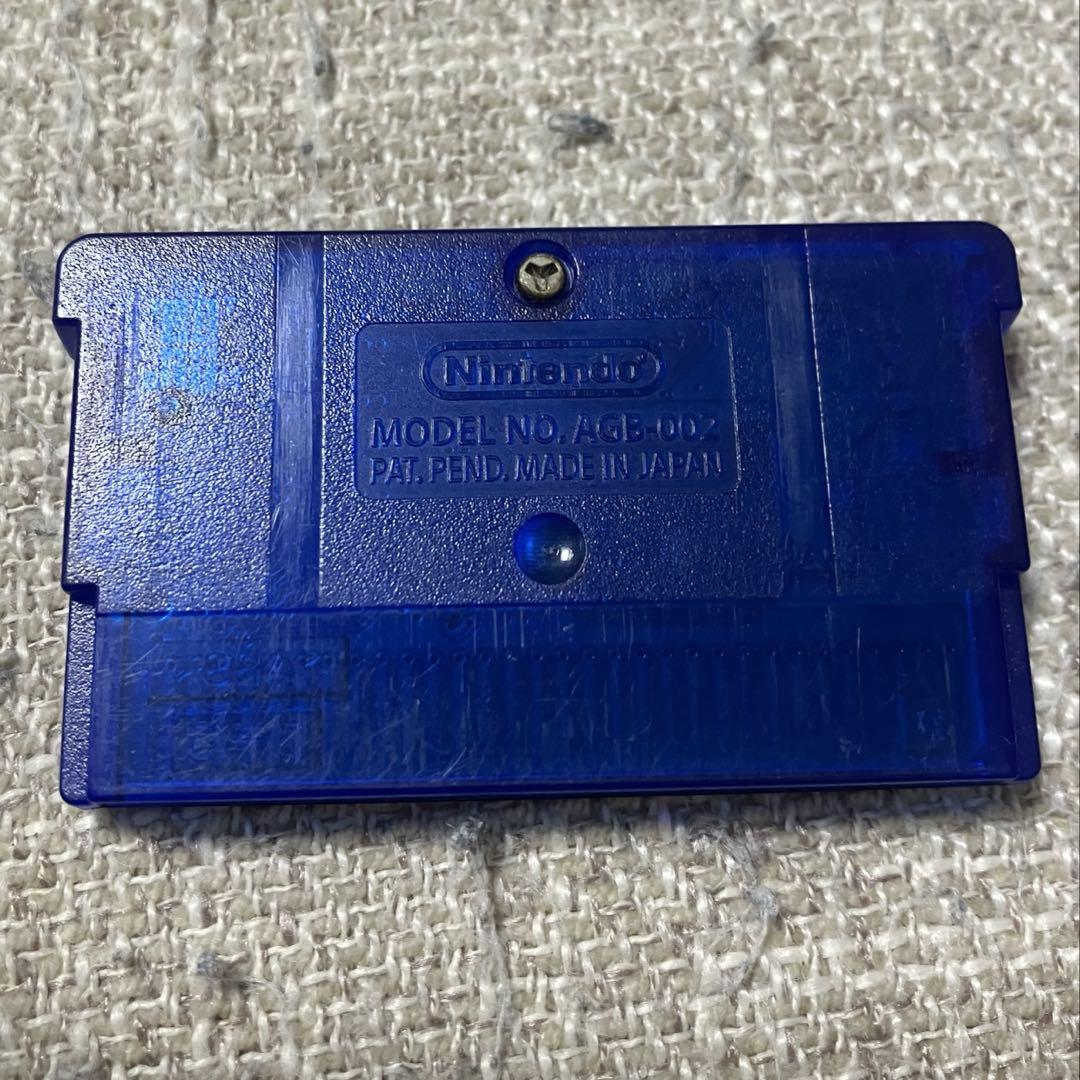 Nintendo
MODEL NO. AGB-002
PAT. PEND. MADE IN JAPAN